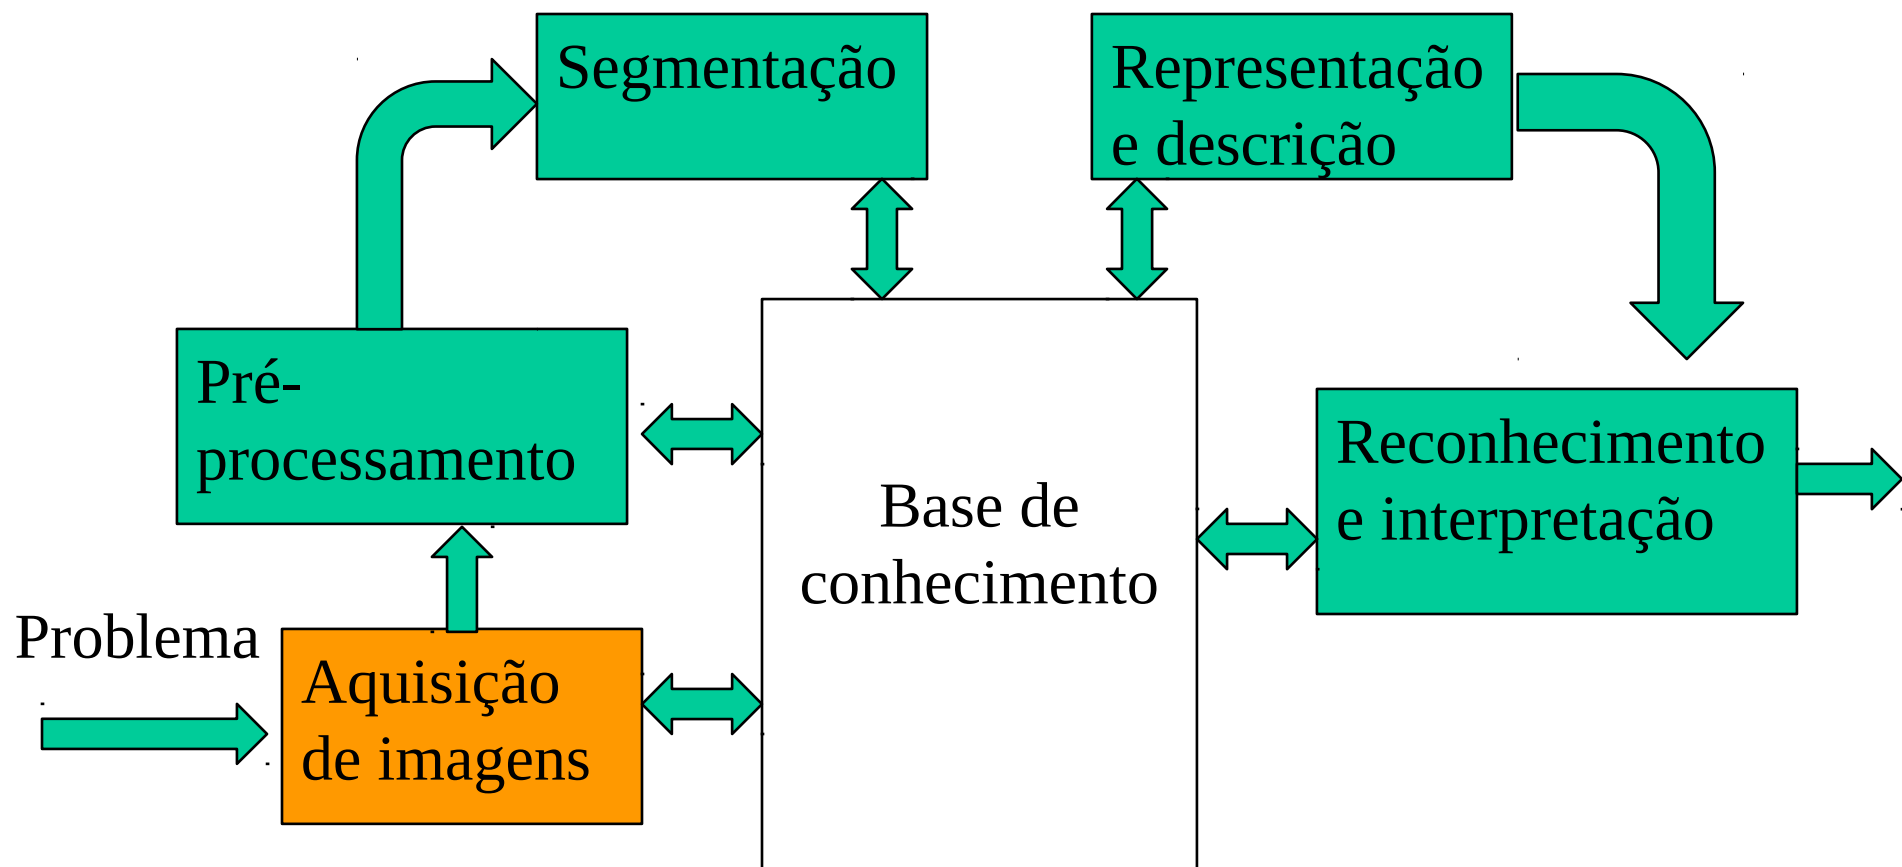 Segmentação
Representação
e descrição
Pré-
processamento
Base de
conhecimento
Reconhecimento
e interpretação
Problema
Aquisição
de imagens